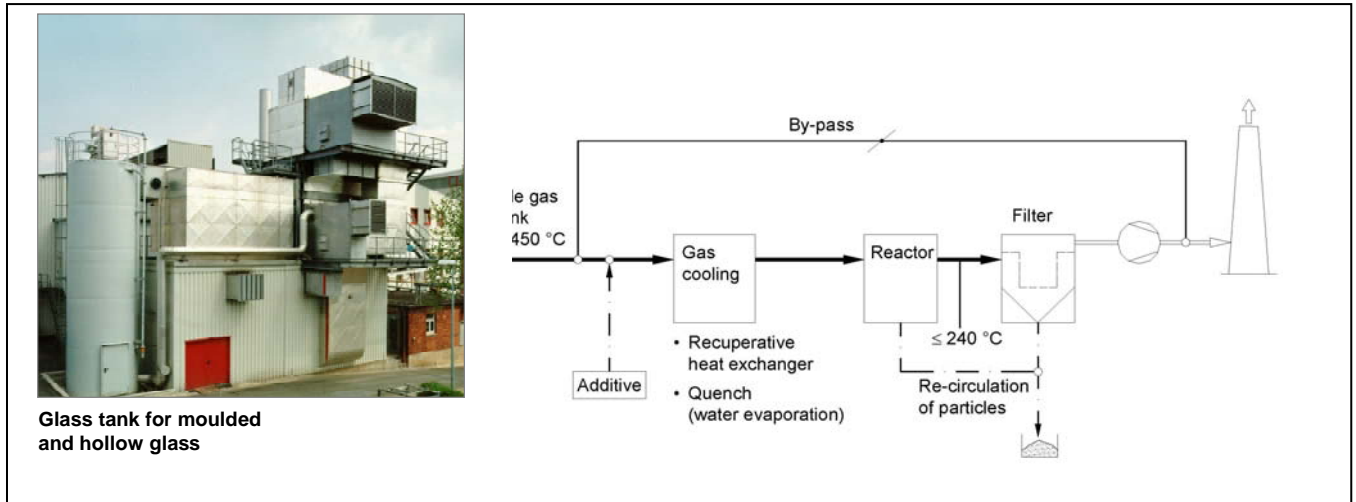 Glass tank for moulded
and hollow glass
By-pass
le gas
nk
450 °C
Additive
Gas
cooling
• Recuperative
heat exchanger
• Quench
(water evaporation)
Reactor
≤ 240 °C
Filter
Re-circulation
of particles